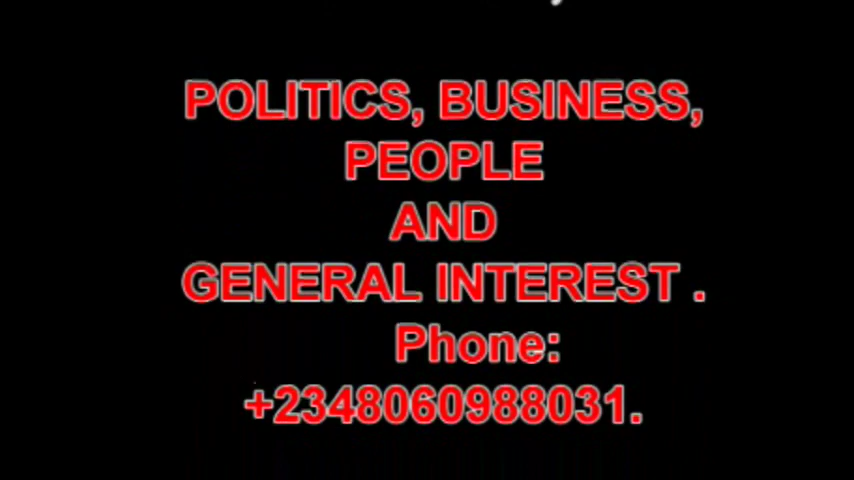 POLITICS, BUSINESS,
PEOPLE
AND
GENERAL INTEREST .
Phone:
+2348060988031.